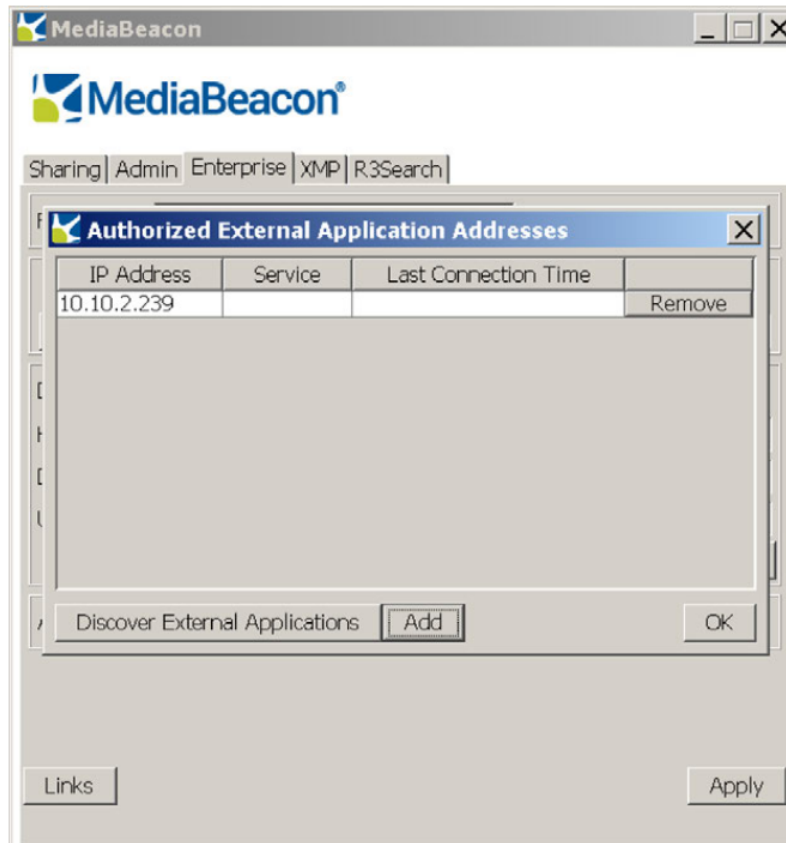 MediaBeacon
MediaBeacon®
Sharing Admin Enterprise XMP R3Search
Authorized External Application Addresses
IP Address Service Last Connection Time
10.10.2.239 Remove
Discover External Applications Add OK
Links Apply